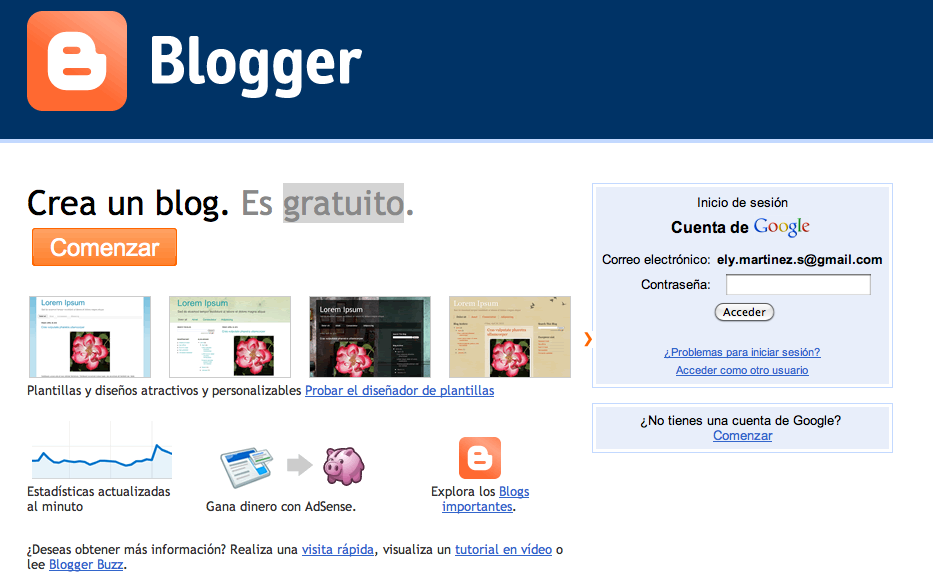 Blogger
Crea un blog. Es gratuito.
Comenzar
Lorem Ipsum
Lorem Ipsum
Lorem Ipsum
Lorem Ipsum
Plantillas y diseños atractivos y personalizables Probar el diseñador de plantillas
Estadísticas actualizadas
al minuto
Gana dinero con AdSense.
Explora los Blogs
importantes.
¿Deseas obtener más información? Realiza una visita rápida, visualiza un tutorial en vídeo o
lee Blogger Buzz.
Inicio de sesión
Cuenta de Google
Correo electrónico: ely.martinez.s@gmail.com
Contraseña:
Acceder
¿Problemas para iniciar sesión?
Acceder como otro usuario
¿No tienes una cuenta de Google?
Comenzar